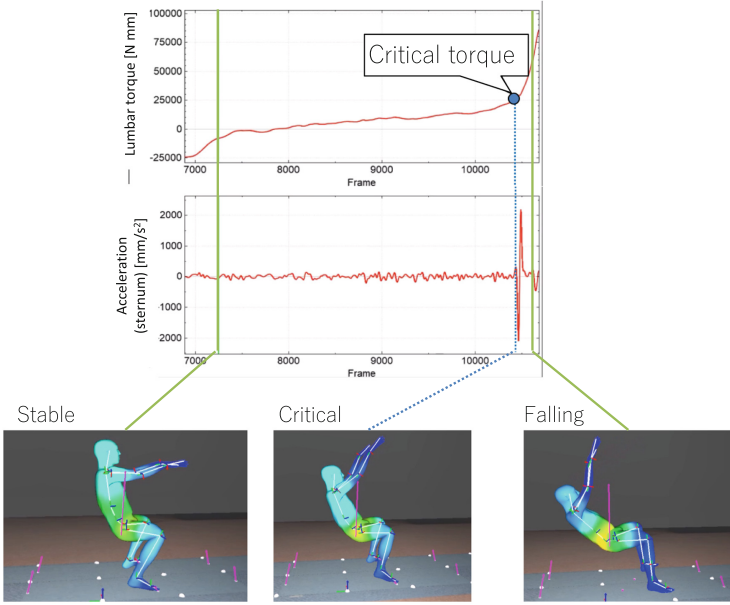 100000
75000
50000
25000
0
-25000
Lumbar torque [N mm]
Critical torque
7000 8000 9000 10000
Frame
2000
1000
0
-1000
2000
Acceleration
(sternum) [mm/s²]
7000 8000 9000 10000
Frame
Stable
Critical
Falling